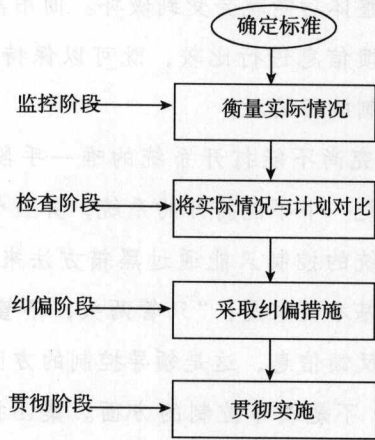 确定标准
监控阶段
衡量实际情况
检查阶段
将实际情况与计划对比
纠偏阶段
采取纠偏措施
贯彻阶段
贯彻实施